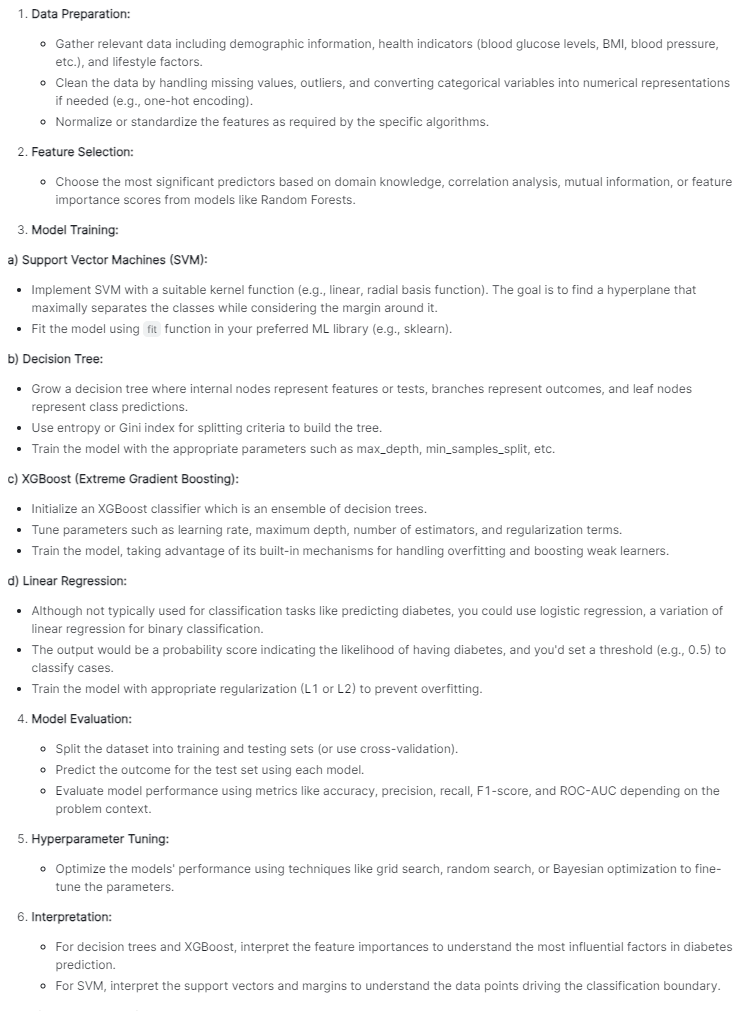 1. Data Preparation:
Gather relevant data including demographic information, health indicators (blood glucose levels, BMI, blood pressure,
etc.), and lifestyle factors.
Clean the data by handling missing values, outliers, and converting categorical variables into numerical representations
if needed (e.g., one-hot encoding).
Normalize or standardize the features as required by the specific algorithms.
2. Feature Selection:
Choose the most significant predictors based on domain knowledge, correlation analysis, mutual information, or feature
importance scores from models like Random Forests.
3. Model Training:
a) Support Vector Machines (SVM):
Implement SVM with a suitable kernel function (e.g., linear, radial basis function). The goal is to find a hyperplane that
maximally separates the classes while considering the margin around it.
Fit the model using fit function in your preferred ML library (e.g., sklearn).
b) Decision Tree:
Grow a decision tree where internal nodes represent features or tests, branches represent outcomes, and leaf nodes
represent class predictions.
Use entropy or Gini index for splitting criteria to build the tree.
Train the model with the appropriate parameters such as max_depth, min_samples_split, etc.
c) XGBoost (Extreme Gradient Boosting):
Initialize an XGBoost classifier which is an ensemble of decision trees.
Tune parameters such as learning rate, maximum depth, number of estimators, and regularization terms.
Train the model, taking advantage of its built-in mechanisms for handling overfitting and boosting weak learners.
d) Linear Regression:
Although not typically used for classification tasks like predicting diabetes, you could use logistic regression, a variation of
linear regression for binary classification.
The output would be a probability score indicating the likelihood of having diabetes, and you'd set a threshold (e.g., 0.5) to
classify cases.
Train the model with appropriate regularization (L1 or L2) to prevent overfitting.
4. Model Evaluation:
Split the dataset into training and testing sets (or use cross-validation).
Predict the outcome for the test set using each model.
Evaluate model performance using metrics like accuracy, precision, recall, F1-score, and ROC-AUC depending on the
problem context.
5. Hyperparameter Tuning:
Optimize the models' performance using techniques like grid search, random search, or Bayesian optimization to fine-
tune the parameters.
6. Interpretation:
For decision trees and XGBoost, interpret the feature importances to understand the most influential factors in diabetes
prediction.
For SVM, interpret the support vectors and margins to understand the data points driving the classification boundary.